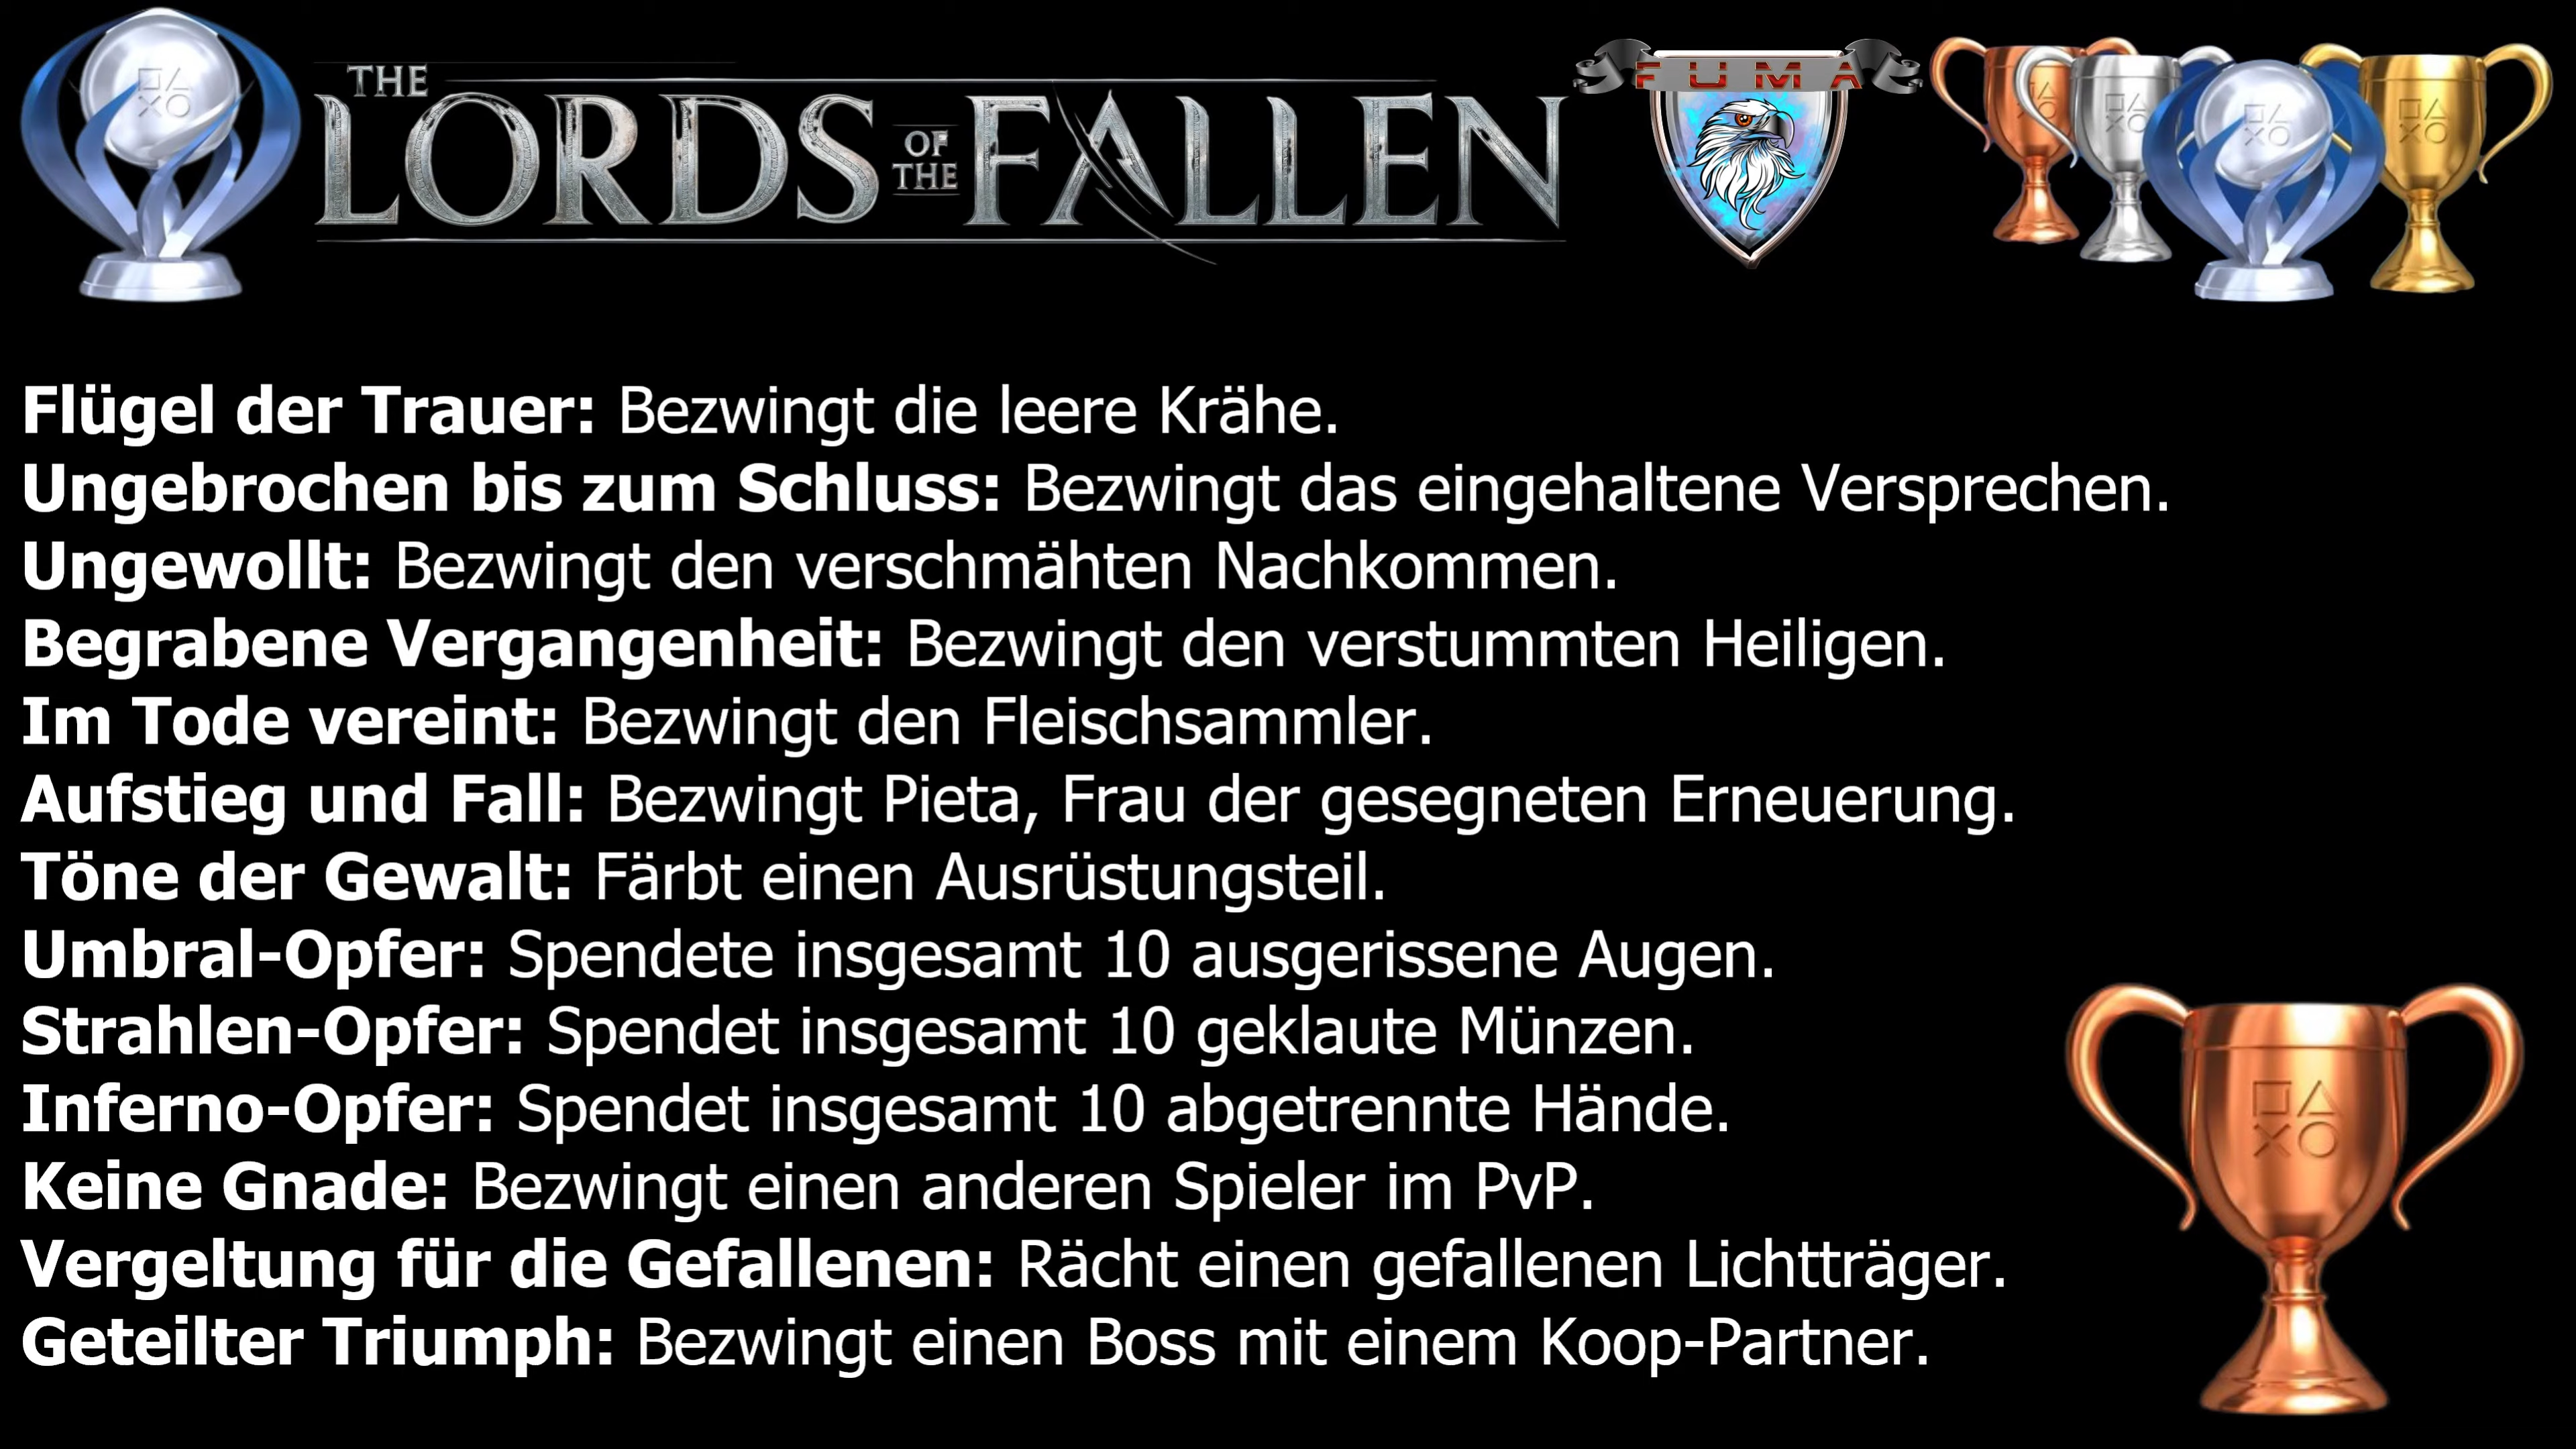 THE
LORDS OF THE FALLEN
FUMA
Flügel der Trauer: Bezwingt die leere Krähe.
Ungebrochen bis zum Schluss: Bezwingt das eingehaltene Versprechen.
Ungewollt: Bezwingt den verschmähten Nachkommen.
Begrabene Vergangenheit: Bezwingt den verstummten Heiligen.
Im Tode vereint: Bezwingt den Fleischsammler.
Aufstieg und Fall: Bezwingt Pieta, Frau der gesegneten Erneuerung.
Töne der Gewalt: Färbt einen Ausrüstungsteil.
Umbral-Opfer: Spendete insgesamt 10 ausgerissene Augen.
Strahlen-Opfer: Spendet insgesamt 10 geklaute Münzen.
Inferno-Opfer: Spendet insgesamt 10 abgetrennte Hände.
Keine Gnade: Bezwingt einen anderen Spieler im PvP.
Vergeltung für die Gefallenen: Rächt einen gefallenen Lichtträger.
Geteilter Triumph: Bezwingt einen Boss mit einem Koop-Partner.